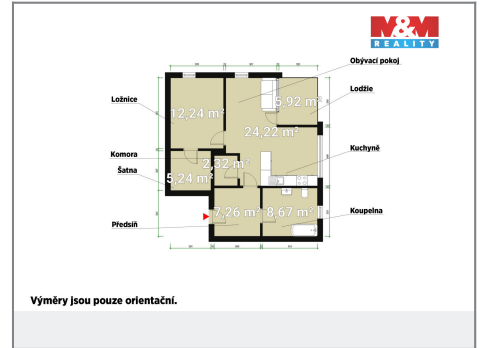 M&M
REALITY
Obývací pokoj
Lodžie
Ložnice
5,92 m²
12,24 m²
24,22 m²
Kuchyně
Komora
2,32 m²
Šatna
5,24 m²
7,26 m²
8,67 m²
Koupelna
Předsíň
Výměry jsou pouze orientační.